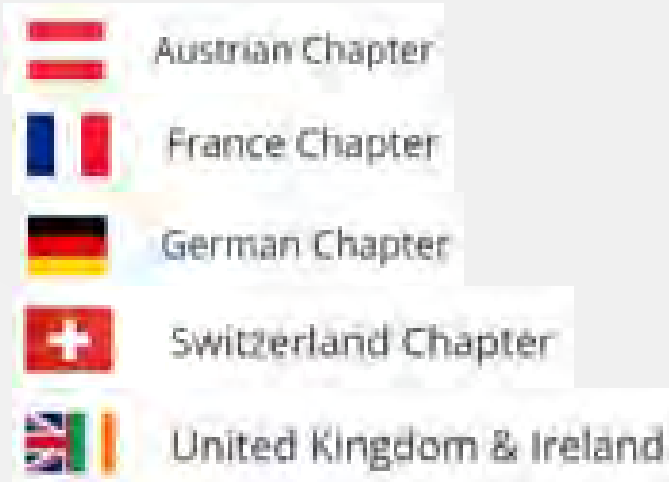 Austrian Chapter
France Chapter
German Chapter
Switzerland Chapter
United Kingdom & Ireland